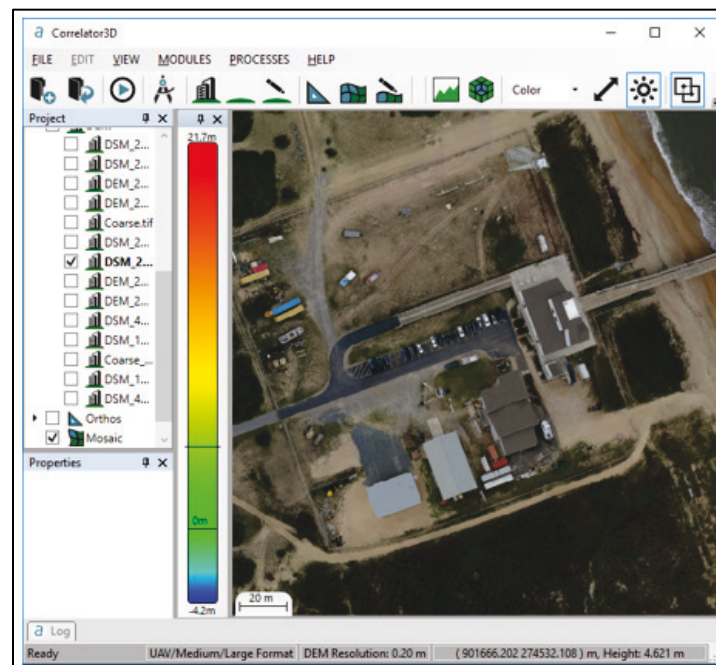 Correlator3D
FILE EDIT VIEW MODULES PROCESSES HELP
Color
Project
DSM_2...
DSM_2...
DEM_2...
DEM_2...
Coarse.tif
DSM_2...
DSM_2...
DEM_2...
DEM_2...
DSM_4...
DSM_1...
Coarse_...
DSM_1...
DSM_4...
Orthos
Mosaic
Properties
21.7m
0m
-4.2m
20 m
Log
Ready UAV/Medium/Large Format DEM Resolution: 0.20 m ( 901666.202 274532.108 ) m, Height: 4.621 m